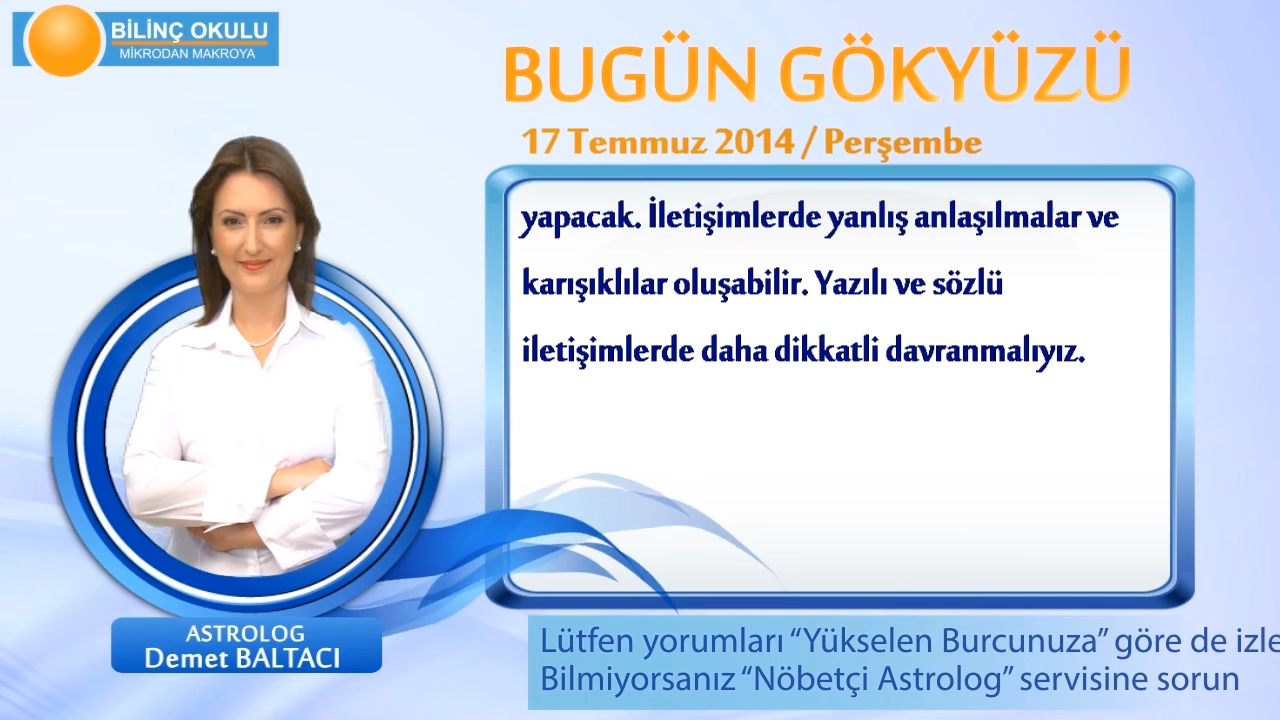 BİLİNÇ OKULU
MİKRODAN MAKROYA
BUGÜN GÖKYÜZÜ
17 Temmuz 2014 / Perşembe
yapacak. İletişimlerde yanlış anlaşılmalar ve
karışıklılar oluşabilir. Yazılı ve sözlü
iletişimlerde daha dikkatli davranmalıyız.
ASTROLOG
Demet BALTACI
Lütfen yorumları “Yükselen Burcunuza” göre de izle
Bilmiyorsanız “Nöbetçi Astrolog” servisine sorun